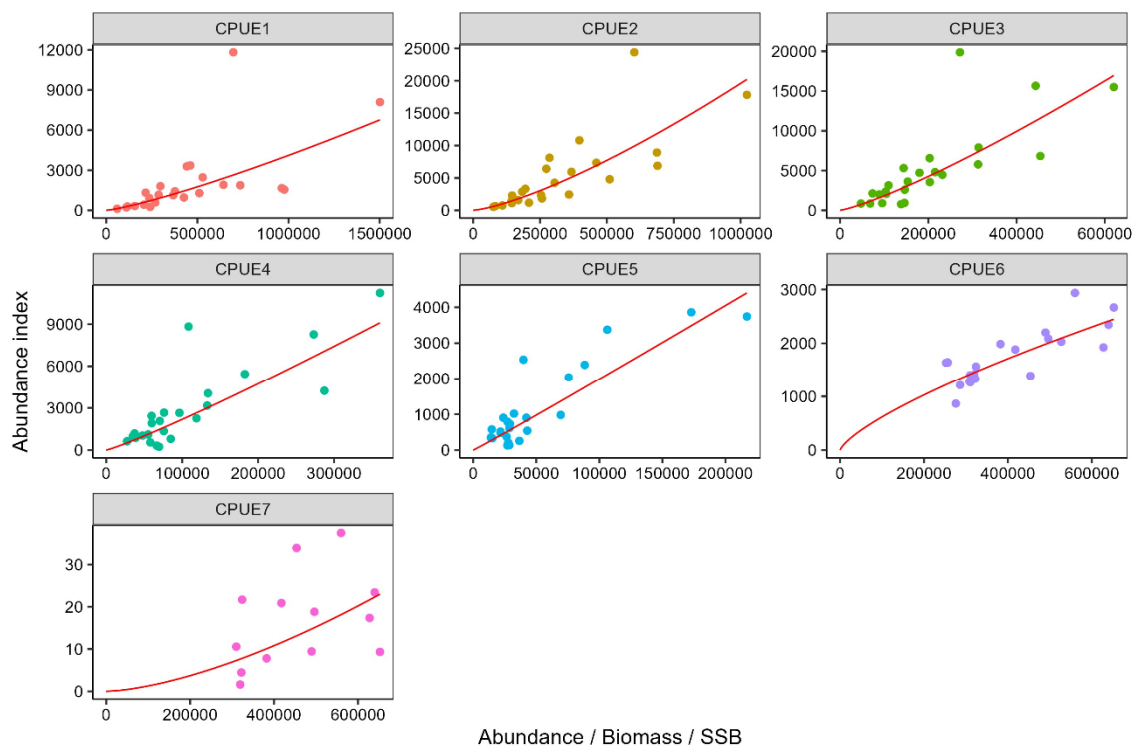 CPUE1 CPUE2 CPUE3
12000
9000
6000
3000
0
0 500000 1000000 1500000
25000
20000
15000
10000
5000
0
0 250000 500000 750000 1000000
20000
15000
10000
5000
0
0 200000 400000 600000
CPUE4 CPUE5 CPUE6
9000
6000
3000
0
0 100000 200000 300000
4000
3000
2000
1000
0
0 50000 100000 150000 200000
3000
2000
1000
0
0 200000 400000 600000
CPUE7
30
20
10
0
0 200000 400000 600000
Abundance index
Abundance / Biomass / SSB